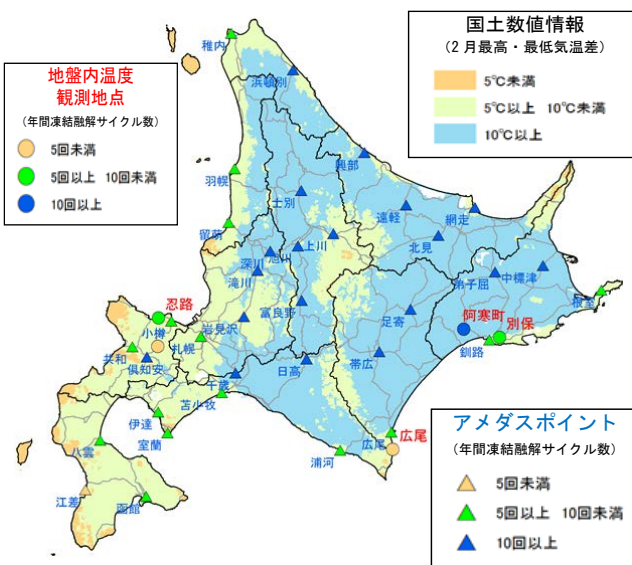 国土数値情報
(2月最高・最低気温差)
5℃未満
5℃以上 10℃未満
10℃以上
地盤内温度
観測地点
(年間凍結融解サイクル数)
5回未満
5回以上 10回未満
10回以上
稚内
浜頓別
興部
羽幌
士別
遠軽
網走
留萌
上川
北見
旭川
深川
滝川
弟子屈
中標津
根室
忍路
富良野
足寄
阿寒町
別保
小樽
岩見沢
札幌
釧路
共和
倶知安
日高
帯広
千歳
苫小牧
伊達
室蘭
広尾
広尾
浦河
八雲
江差
函館
アメダスポイント
(年間凍結融解サイクル数)
5回未満
5回以上 10回未満
10回以上